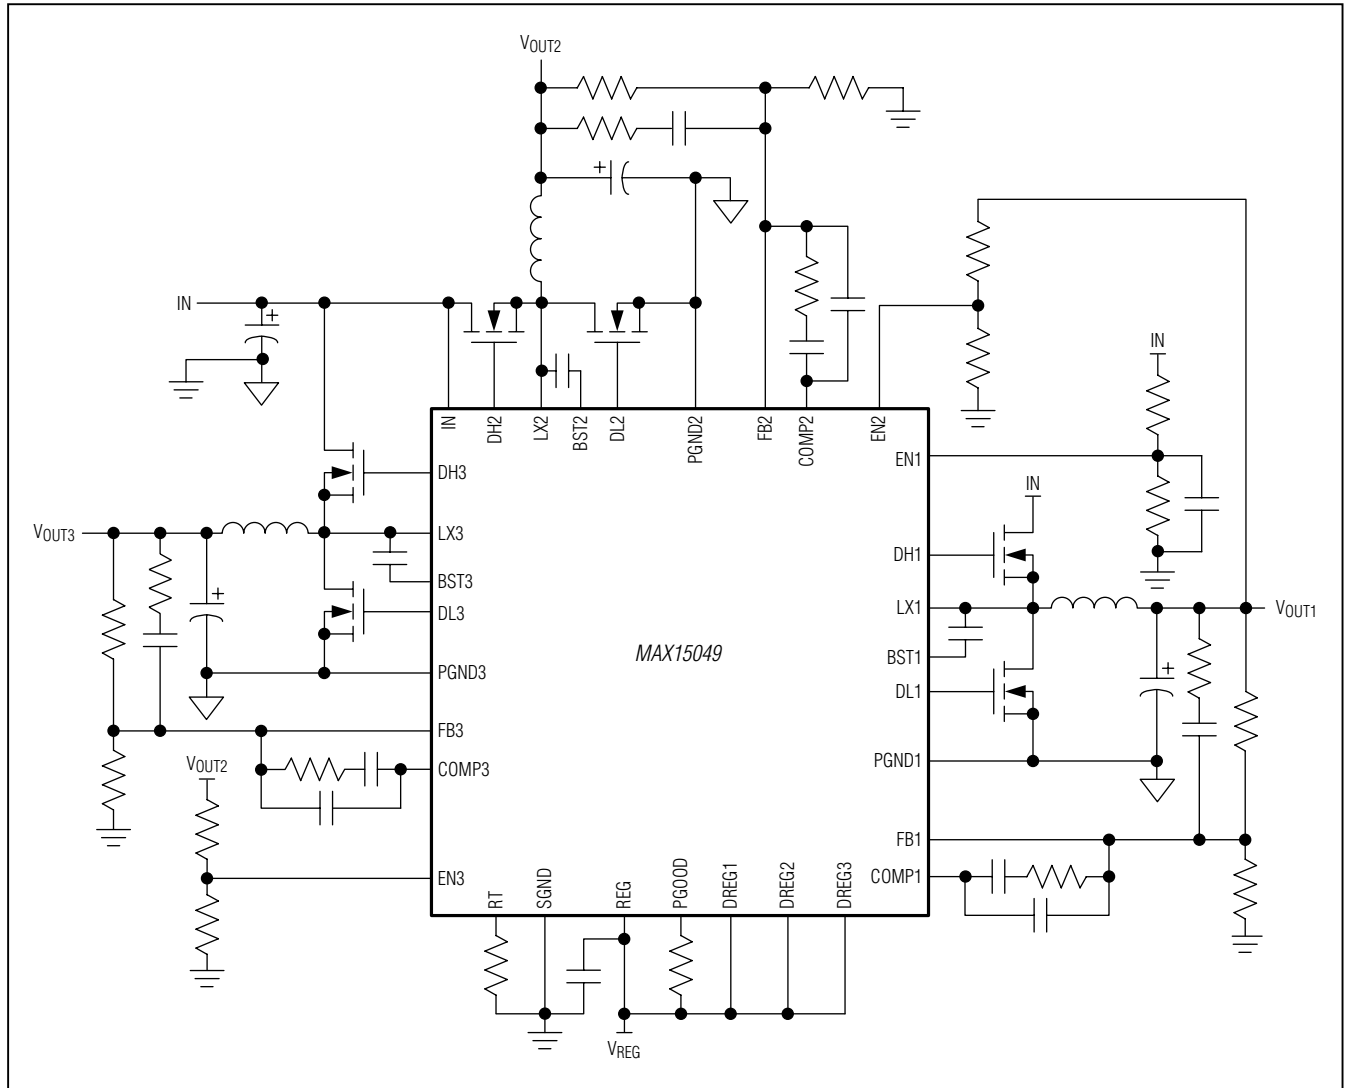 VOUT2
+
IN
+
IN
IN
DH2
LX2
BST2
DL2
PGND2
FB2
COMP2
EN2
EN1
DH3
IN
VOUT3
LX3
DH1
BST3
+
DL3
LX1
VOUT1
MAX15049
BST1
PGND3
DL1
+
FB3
PGND1
VOUT2
COMP3
FB1
EN3
COMP1
RT
SGND
REG
PGOOD
DREG1
DREG2
DREG3
VREG